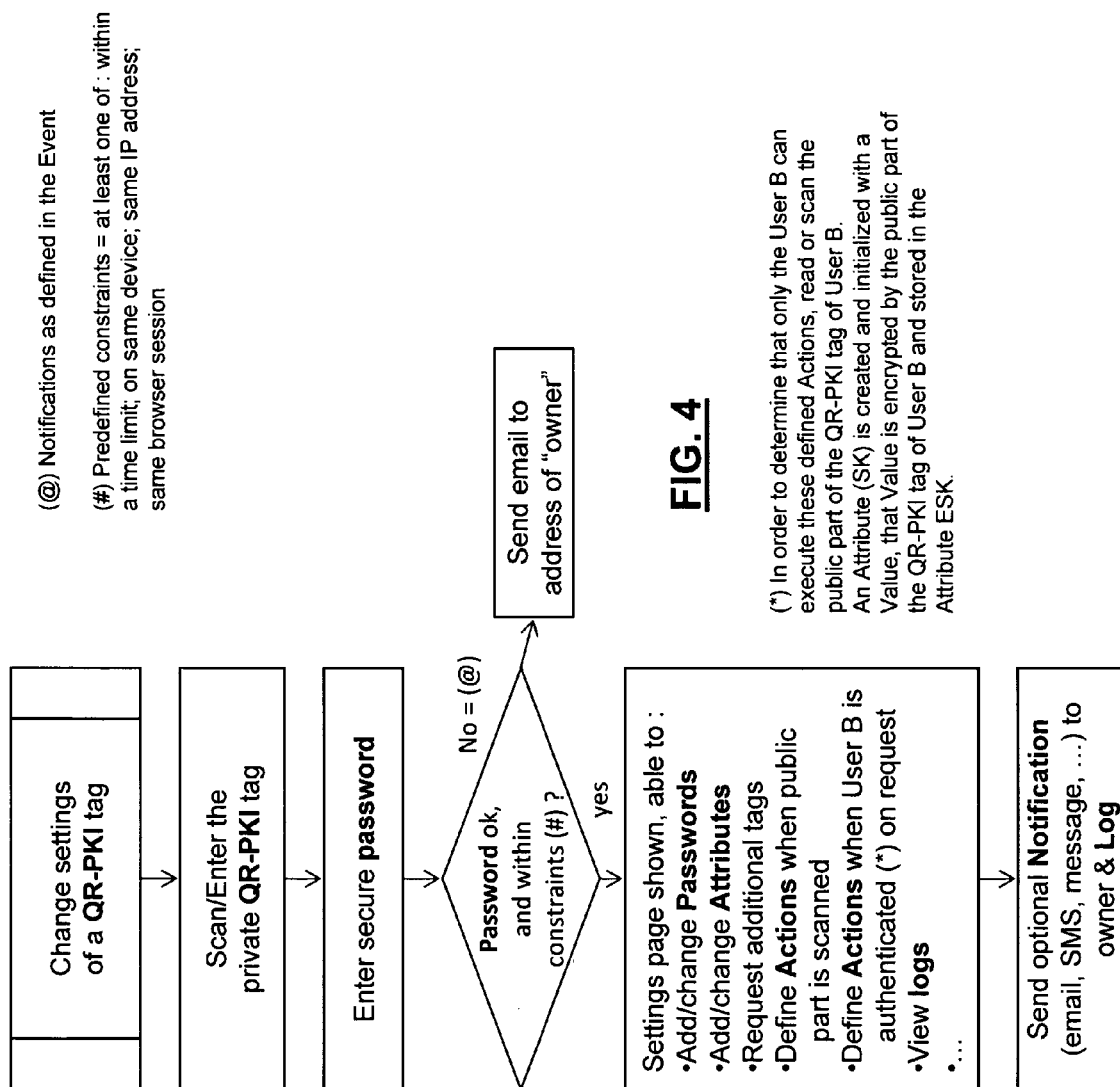 Change settings
of a QR-PKI tag
Scan/Enter the
private QR-PKI tag
Enter secure password
Password ok,
and within
constraints (#) ?
No = (@)
Send email to
address of “owner”
yes
Settings page shown, able to :
•Add/change Passwords
•Add/change Attributes
•Request additional tags
•Define Actions when public
part is scanned
•Define Actions when User B is
authenticated (*) on request
•View logs
•…
Send optional Notification
(email, SMS, message, …) to
owner & Log
(@) Notifications as defined in the Event
(#) Predefined constraints = at least one of : within
a time limit; on same device; same IP address;
same browser session
FIG. 4
(*) In order to determine that only the User B can
execute these defined Actions, read or scan the
public part of the QR-PKI tag of User B.
An Attribute (SK) is created and initialized with a
Value, that Value is encrypted by the public part of
the QR-PKI tag of User B and stored in the
Attribute ESK.